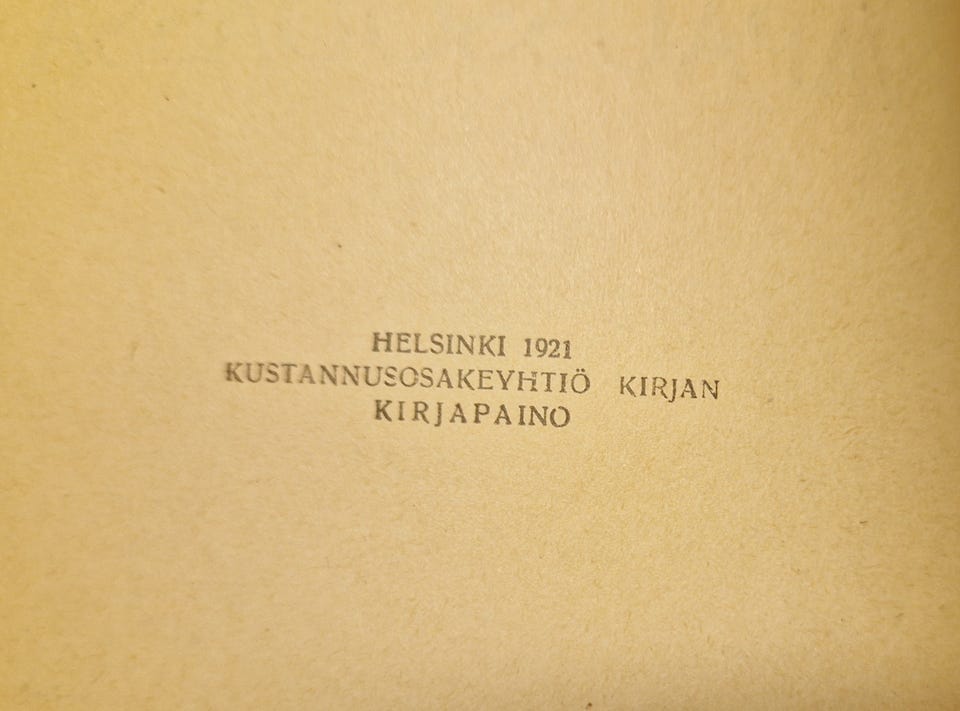 HELSINKI 1921
KUSTANNUSOSAKEYHTIÖ KIRJAN
KIRJAPAINO